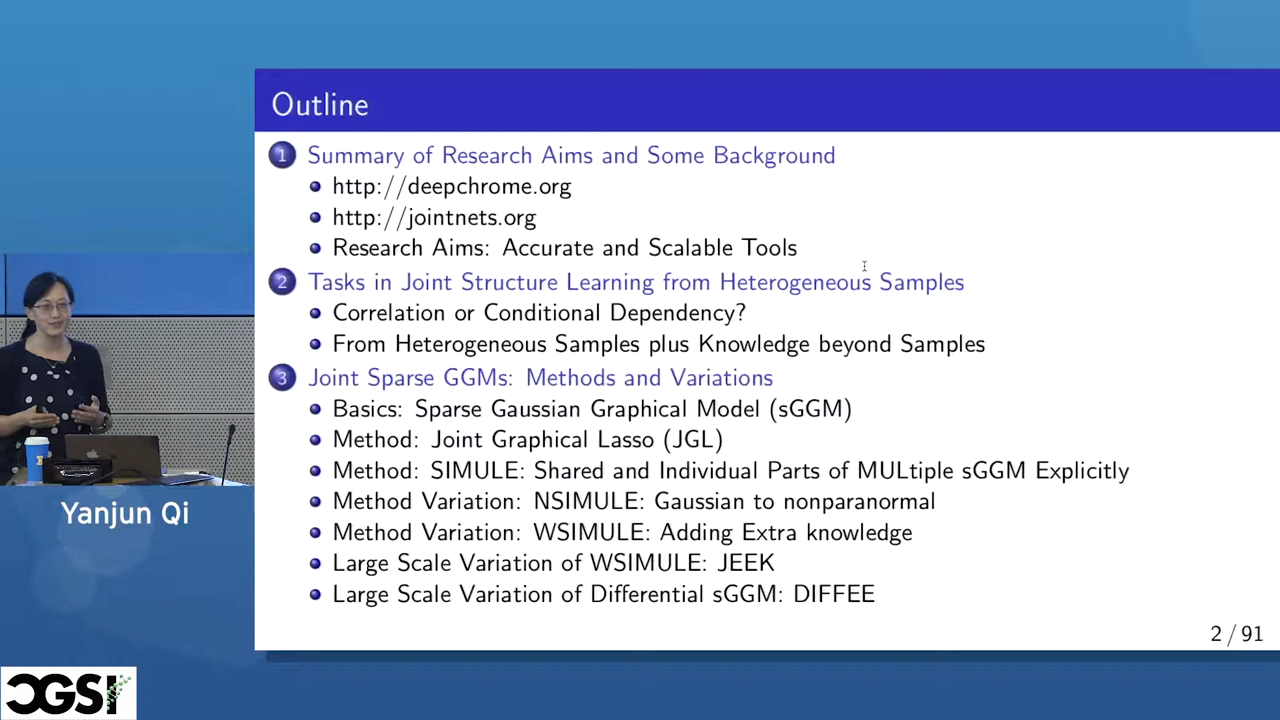 Outline
1 Summary of Research Aims and Some Background
http://deepchrome.org
http://jointnets.org
Research Aims: Accurate and Scalable Tools
2 Tasks in Joint Structure Learning from Heterogeneous Samples
Correlation or Conditional Dependency?
From Heterogeneous Samples plus Knowledge beyond Samples
3 Joint Sparse GGMs: Methods and Variations
Basics: Sparse Gaussian Graphical Model (sGGM)
Method: Joint Graphical Lasso (JGL)
Method: SIMULE: Shared and Individual Parts of MULtiple sGGM Explicitly
Method Variation: NSIMULE: Gaussian to nonparanormal
Method Variation: WSIMULE: Adding Extra knowledge
Large Scale Variation of WSIMULE: JEEK
Large Scale Variation of Differential sGGM: DIFFEE
2 / 91
Yanjun Qi
CGSI